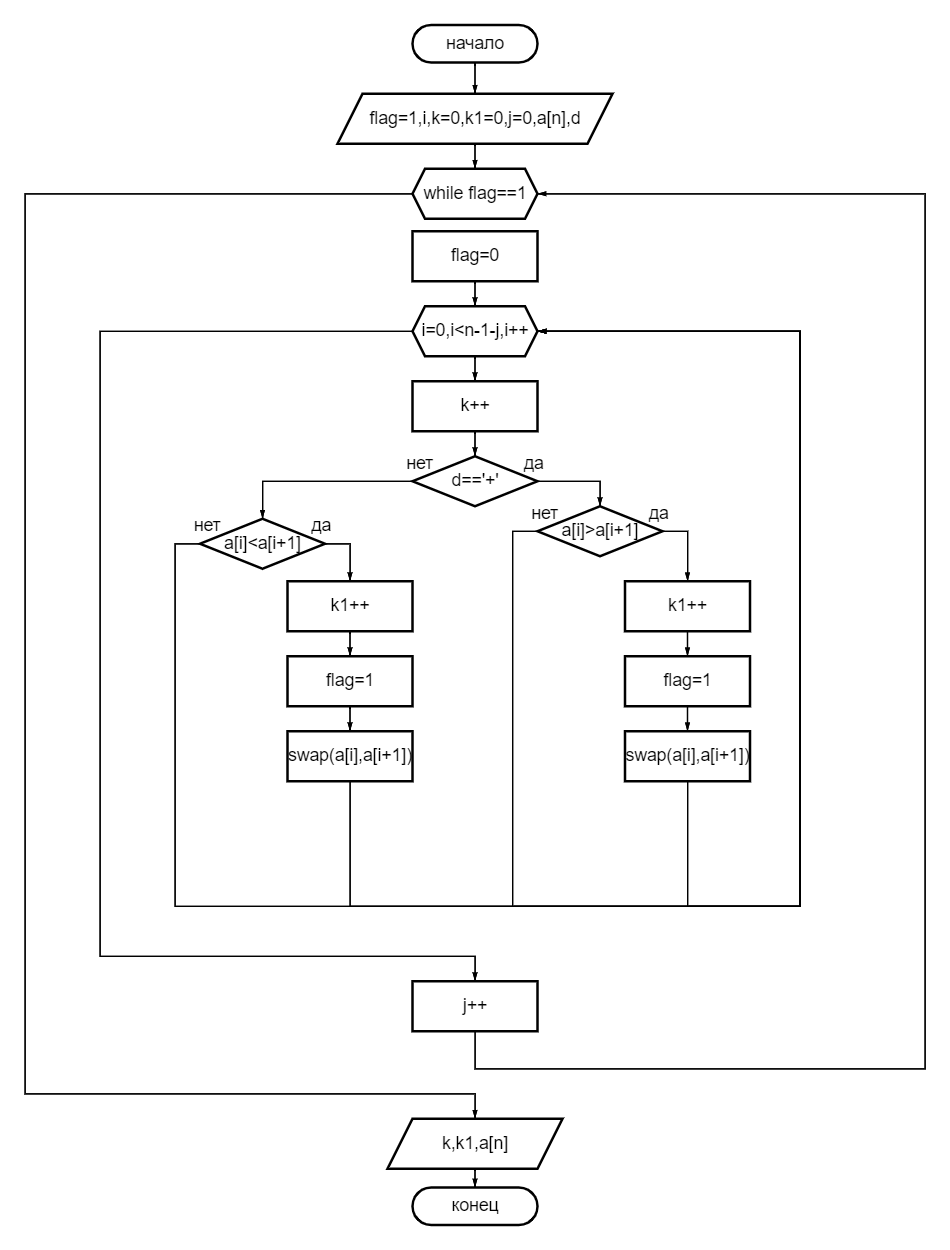 начало
flag=1,i,k=0,k1=0,j=0,a[n],d
while flag==1
flag=0
i=0,i<n-1-j,i++
k++
нет
да
d=='+'
нет
да
a[i]<a[i+1]
нет
да
a[i]>a[i+1]
k1++
k1++
flag=1
flag=1
swap(a[i],a[i+1])
swap(a[i],a[i+1])
j++
k,k1,a[n]
конец